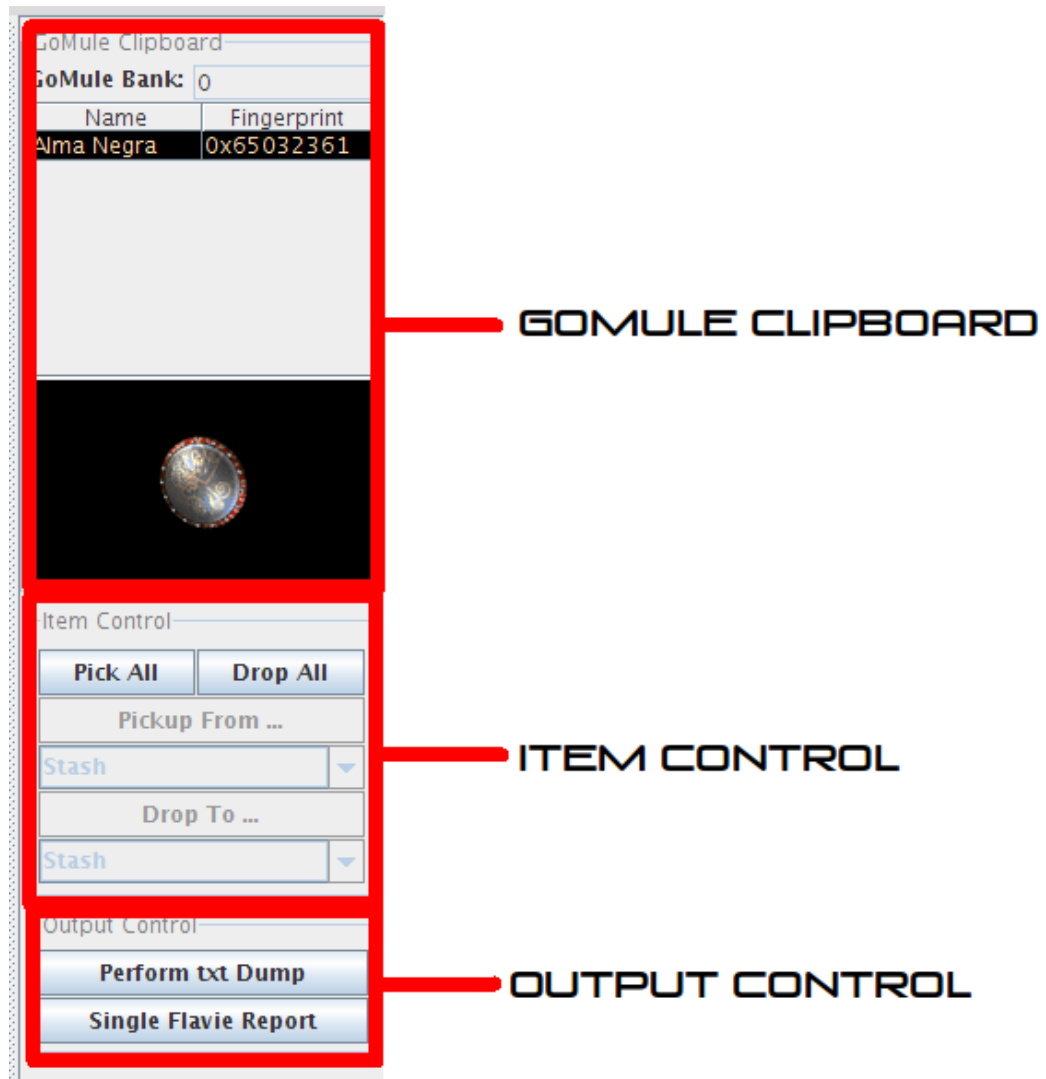 GoMule Clipboard
GoMule Bank: 0
Name Fingerprint
Alma Negra 0x65032361
GOMULE CLIPBOARD
Item Control
Pick All Drop All
Pickup From ...
Stash
ITEM CONTROL
Drop To ...
Stash
Output Control
Perform txt Dump
OUTPUT CONTROL
Single Flavie Report